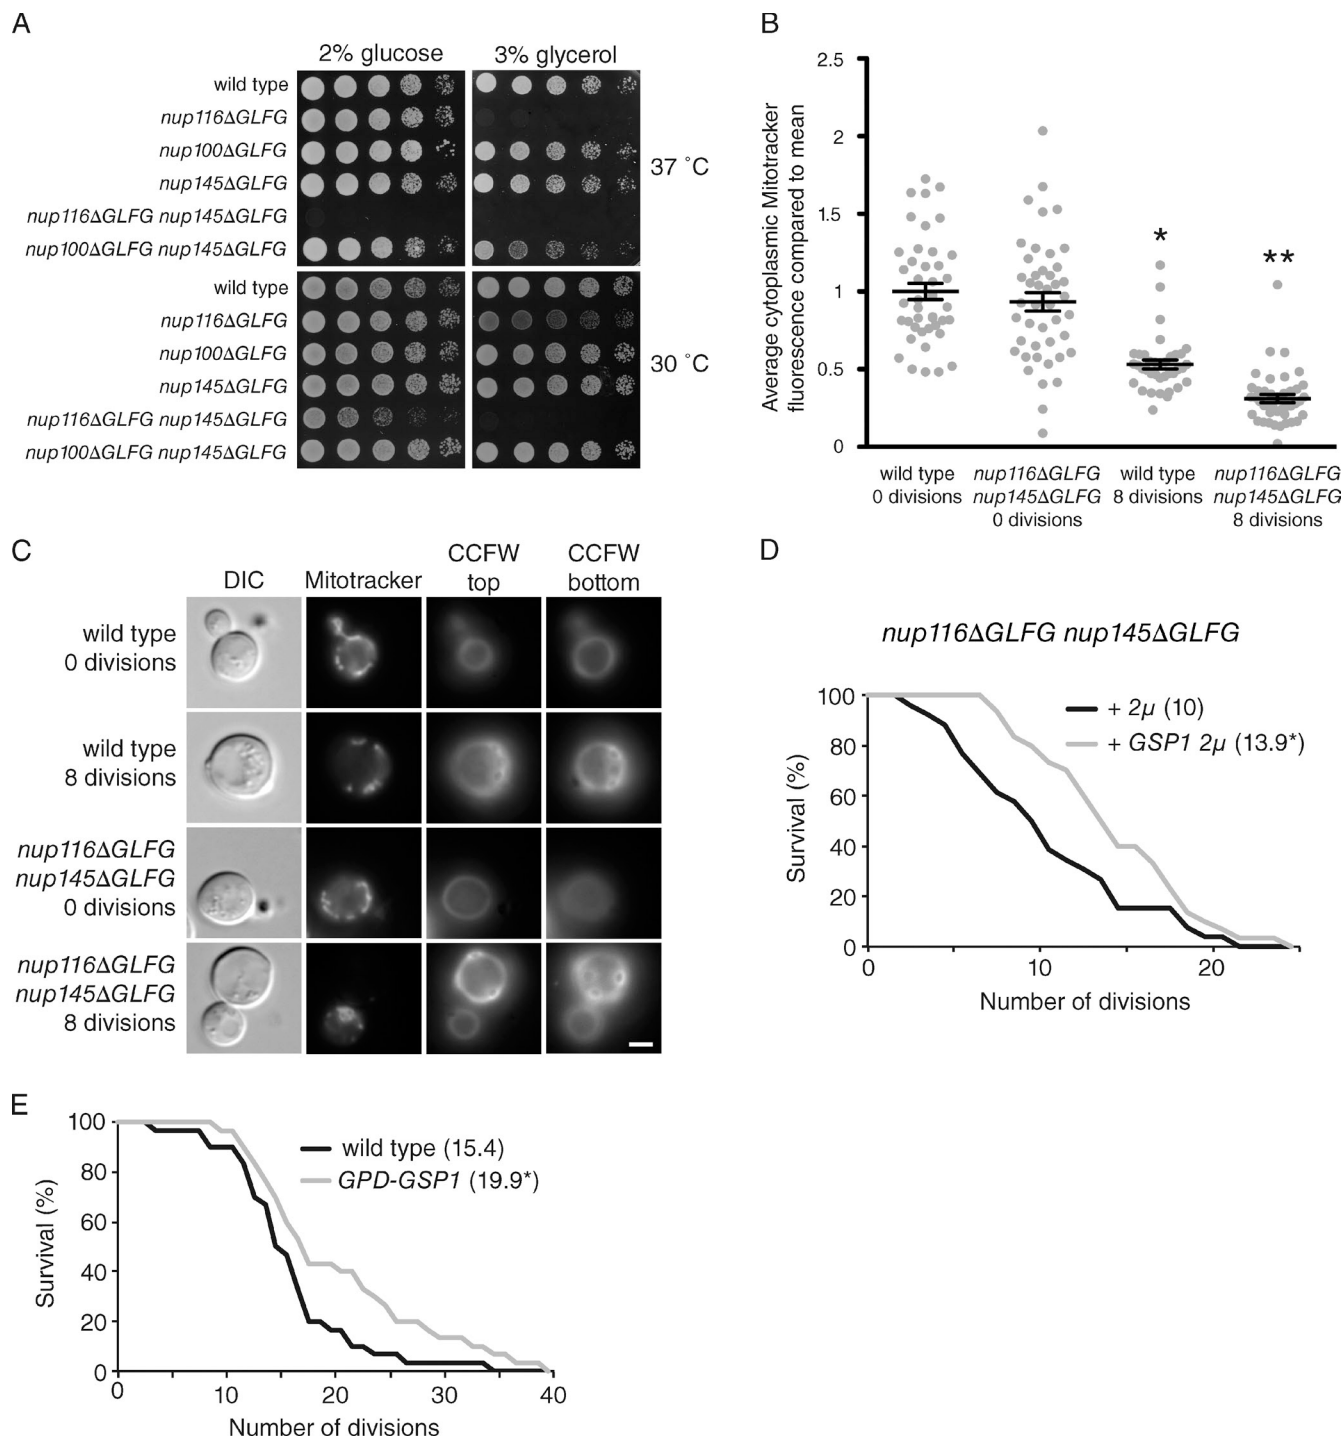 A
2% glucose
3% glycerol
wild type
nup116ΔGLFG
nup100ΔGLFG
nup145ΔGLFG
nup116ΔGLFG nup145ΔGLFG
nup100ΔGLFG nup145ΔGLFG
37 ˚C
wild type
nup116ΔGLFG
nup100ΔGLFG
nup145ΔGLFG
nup116ΔGLFG nup145ΔGLFG
nup100ΔGLFG nup145ΔGLFG
30 ˚C
B
Average cytoplasmic Mitotracker
fluorescence compared to mean
2.5
2
1.5
1
0.5
0
*
**
wild type
0 divisions
nup116ΔGLFG
nup145ΔGLFG
0 divisions
wild type
8 divisions
nup116ΔGLFG
nup145ΔGLFG
8 divisions
C
DIC
Mitotracker
CCFW
top
CCFW
bottom
wild type
0 divisions
wild type
8 divisions
nup116ΔGLFG
nup145ΔGLFG
0 divisions
nup116ΔGLFG
nup145ΔGLFG
8 divisions
D
nup116ΔGLFG nup145ΔGLFG
+ 2µ (10)
+ GSP1 2µ (13.9*)
Survival (%)
100
80
60
40
20
0
0
10
20
Number of divisions
E
wild type (15.4)
GPD-GSP1 (19.9*)
Survival (%)
100
80
60
40
20
0
0
10
20
30
40
Number of divisions